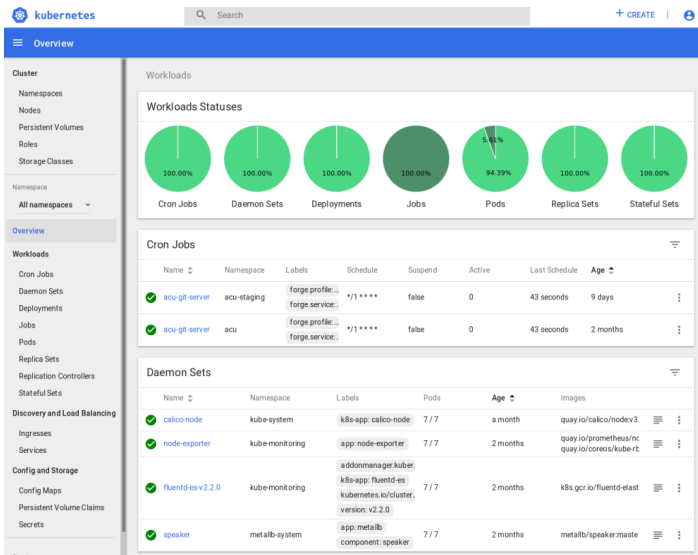 kubernetes
Search
+ CREATE
Overview
Cluster
Namespaces
Nodes
Persistent Volumes
Roles
Storage Classes
Namespace
All namespaces
Overview
Workloads
Cron Jobs
Daemon Sets
Deployments
Jobs
Pods
Replica Sets
Replication Controllers
Stateful Sets
Discovery and Load Balancing
Ingresses
Services
Config and Storage
Config Maps
Persistent Volume Claims
Secrets
Workloads
Workloads Statuses
100.00% 100.00% 100.00% 100.00% 5.61% 94.39% 100.00% 100.00%
Cron Jobs Daemon Sets Deployments Jobs Pods Replica Sets Stateful Sets
Cron Jobs
Name Namespace Labels Schedule Suspend Active Last Schedule Age
acu-git-server acu-staging forge.profile:... */1 * * * * false 0 43 seconds 9 days
forge.service:..
acu-git-server acu forge.profile:... */1 * * * * false 0 43 seconds 2 months
forge.service:..
Daemon Sets
Name Namespace Labels Pods Age Images
calico-node kube-system k8s-app: calico-node 7 / 7 a month quay.io/calico/node:v3.
node-exporter kube-monitoring app: node-exporter 7 / 7 2 months quay.io/prometheus/nc
quay.io/coreos/kube-rt
fluentd-es-v2.2.0 kube-monitoring addonmanager.kuber.
k8s-app: fluentd-es
kubernetes.io/cluster.
version: v2.2.0
7 / 7 2 months k8s.gcr.io/fluentd-elast
speaker metallb-system app: metallb
component: speaker
7 / 7 2 months metallb/speaker:maste